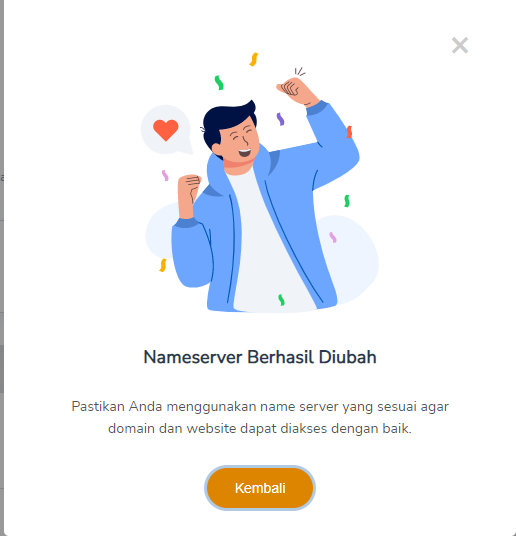 Nameserver Berhasil Diubah
Pastikan Anda menggunakan name server yang sesuai agar
domain dan website dapat diakses dengan baik.
Kembali